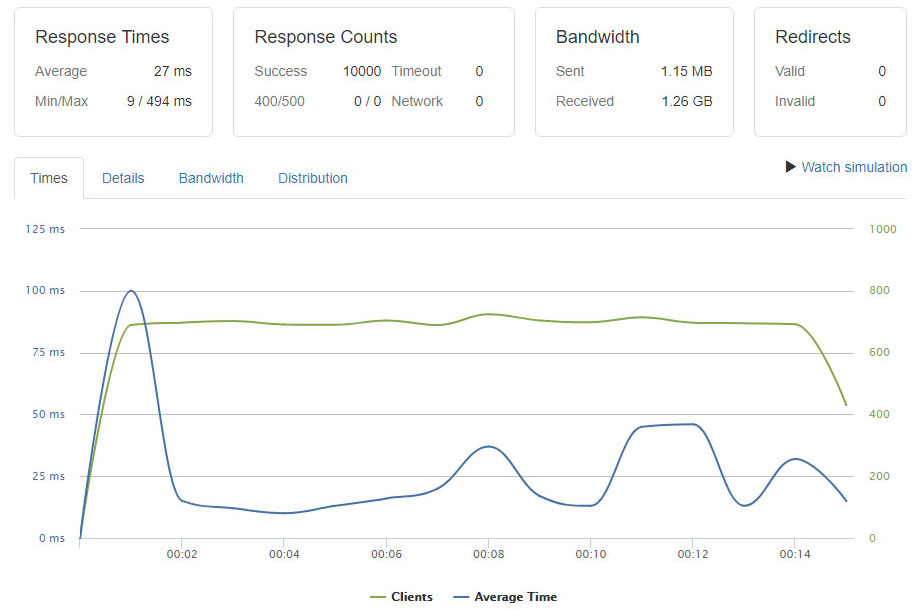 Response Times
Average 27 ms
Min/Max 9 / 494 ms
Response Counts
Success 10000 Timeout 0
400/500 0 / 0 Network 0
Bandwidth
Sent 1.15 MB
Received 1.26 GB
Redirects
Valid 0
Invalid 0
Times Details Bandwidth Distribution Watch simulation
125 ms 1000
100 ms 800
75 ms 600
50 ms 400
25 ms 200
0 ms 0
00:02 00:04 00:06 00:08 00:10 00:12 00:14
Clients Average Time